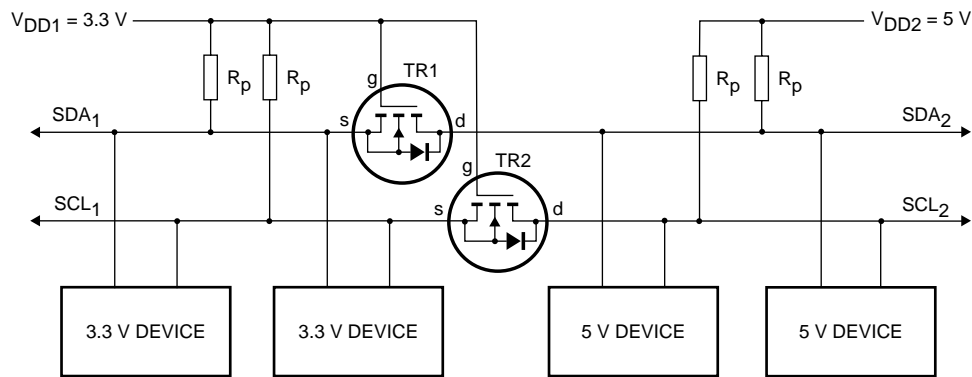 VDD1 = 3.3 V
VDD2 = 5 V
Rp
Rp
TR1
Rp
Rp
g
SDA1
s
d
SDA2
TR2
g
SCL1
s
d
SCL2
3.3 V DEVICE
3.3 V DEVICE
5 V DEVICE
5 V DEVICE